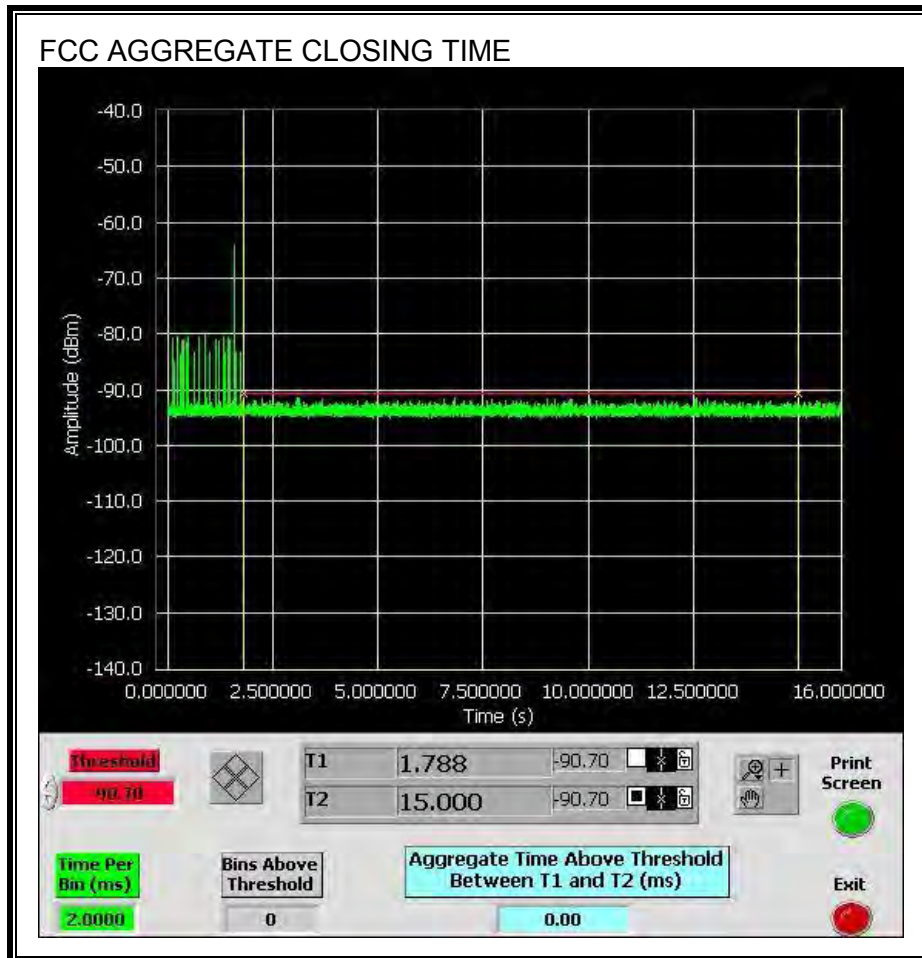 FCC AGGREGATE CLOSING TIME
-40.0
-50.0
-60.0
-70.0
-80.0
-90.0
-100.0
-110.0
-120.0
-130.0
-140.0
Amplitude (dBm)
0.000000 2.500000 5.000000 7.500000 10.000000 12.500000 16.000000
Time (s)
Threshold
-90.70
T1 1.788 -90.70
T2 15.000 -90.70
Print
Screen
Time Per
Bin (ms)
2.0000
Bins Above
Threshold
0
Aggregate Time Above Threshold
Between T1 and T2 (ms)
0.00
Exit